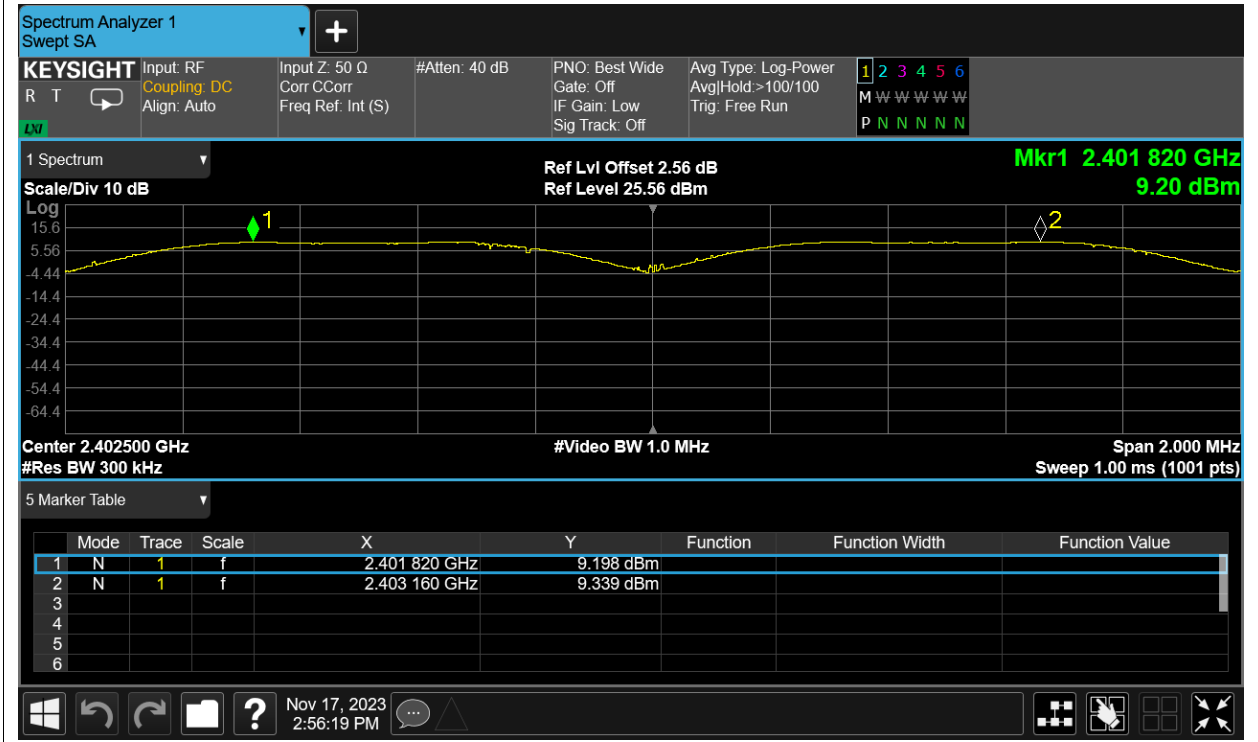 Spectrum Analyzer 1
Swept SA
+
KEYSIGHT
R T
LXI
Input: RF
Coupling: DC
Align: Auto
Input Z: 50 Ω
Corr CCorr
Freq Ref: Int (S)
#Atten: 40 dB
PNO: Best Wide
Gate: Off
IF Gain: Low
Sig Track: Off
Avg Type: Log-Power
Avg|Hold:>100/100
Trig: Free Run
1 2 3 4 5 6
M W W W W W
P N N N N N
1 Spectrum
Scale/Div 10 dB
Ref Lvl Offset 2.56 dB
Ref Level 25.56 dBm
Mkr1 2.401 820 GHz
9.20 dBm
Log
15.6
5.56
-4.44
-14.4
-24.4
-34.4
-44.4
-54.4
-64.4
1
2
Center 2.402500 GHz
#Res BW 300 kHz
#Video BW 1.0 MHz
Span 2.000 MHz
Sweep 1.00 ms (1001 pts)
5 Marker Table
Mode Trace Scale X Y Function Function Width Function Value
1 N 1 f 2.401 820 GHz 9.198 dBm
2 N 1 f 2.403 160 GHz 9.339 dBm
3
4
5
6
?
Nov 17, 2023
2:56:19 PM